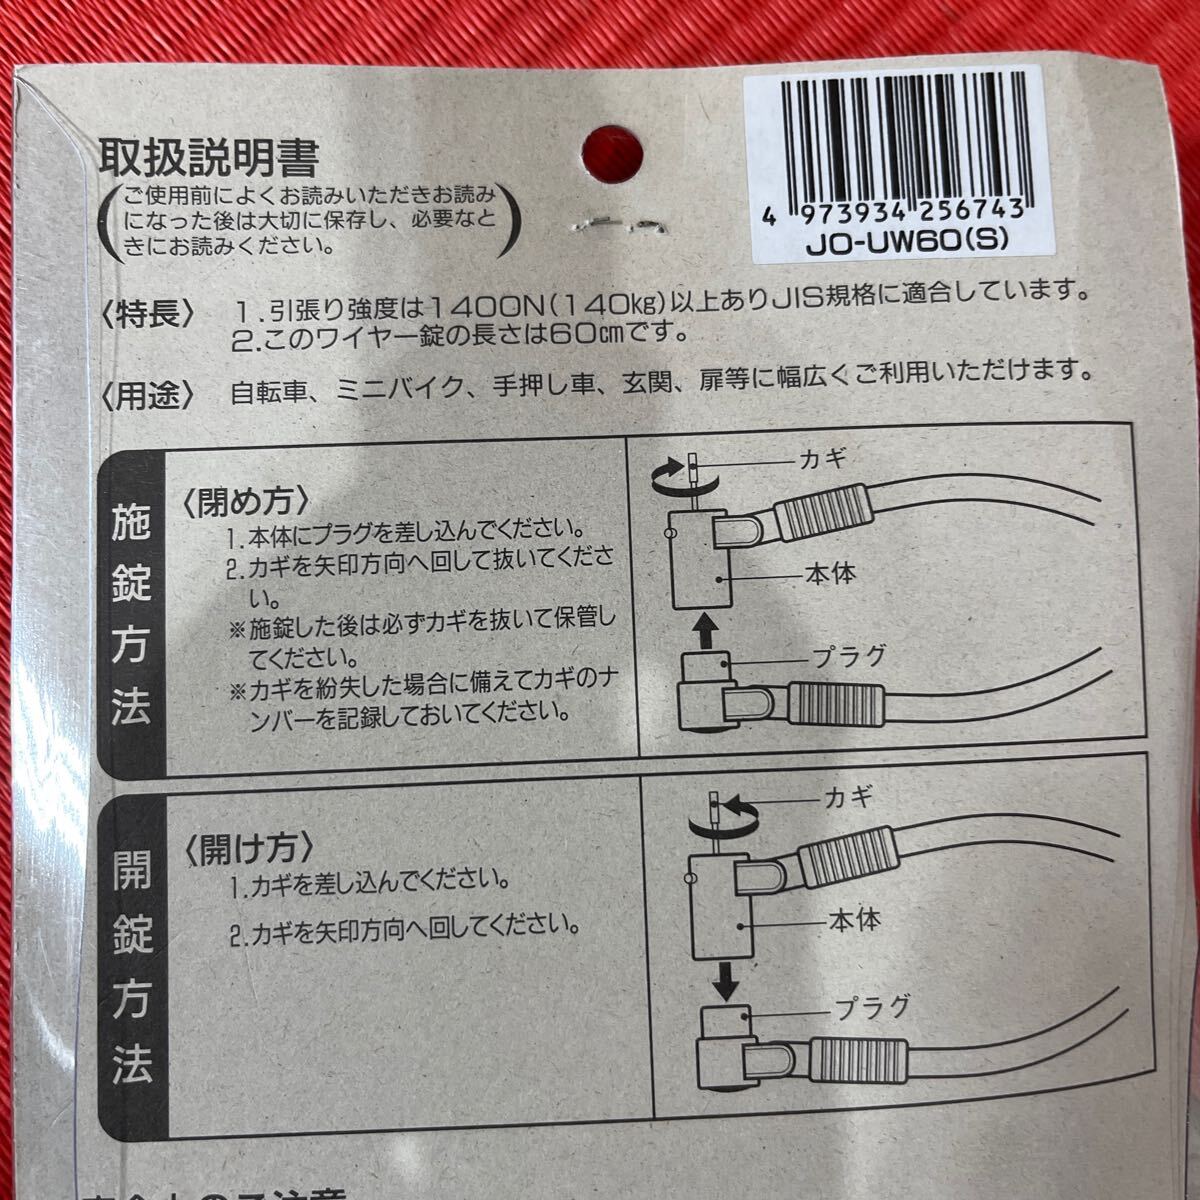 取扱説明書
ご使用前によくお読みいただきお読み
になった後は大切に保存し、必要なと
きにお読みください。
4 973934 256743
JO-UW60(S)
〈特長〉 1.引張り強度は1400N(140kg)以上ありJIS規格に適合しています。
2.このワイヤー錠の長さは60cmです。
〈用途〉 自転車、ミニバイク、手押し車、玄関、扉等に幅広くご利用いただけます。
施錠方法
〈閉め方〉
1.本体にプラグを差し込んでください。
2.カギを矢印方向へ回して抜いてくださ
い。
※施錠した後は必ずカギを抜いて保管し
てください。
※カギを紛失した場合に備えてカギのナ
ンバーを記録しておいてください。
カギ
本体
プラグ
開錠方法
〈開け方〉
1.カギを差し込んでください。
2.カギを矢印方向へ回してください。
カギ
本体
プラグ